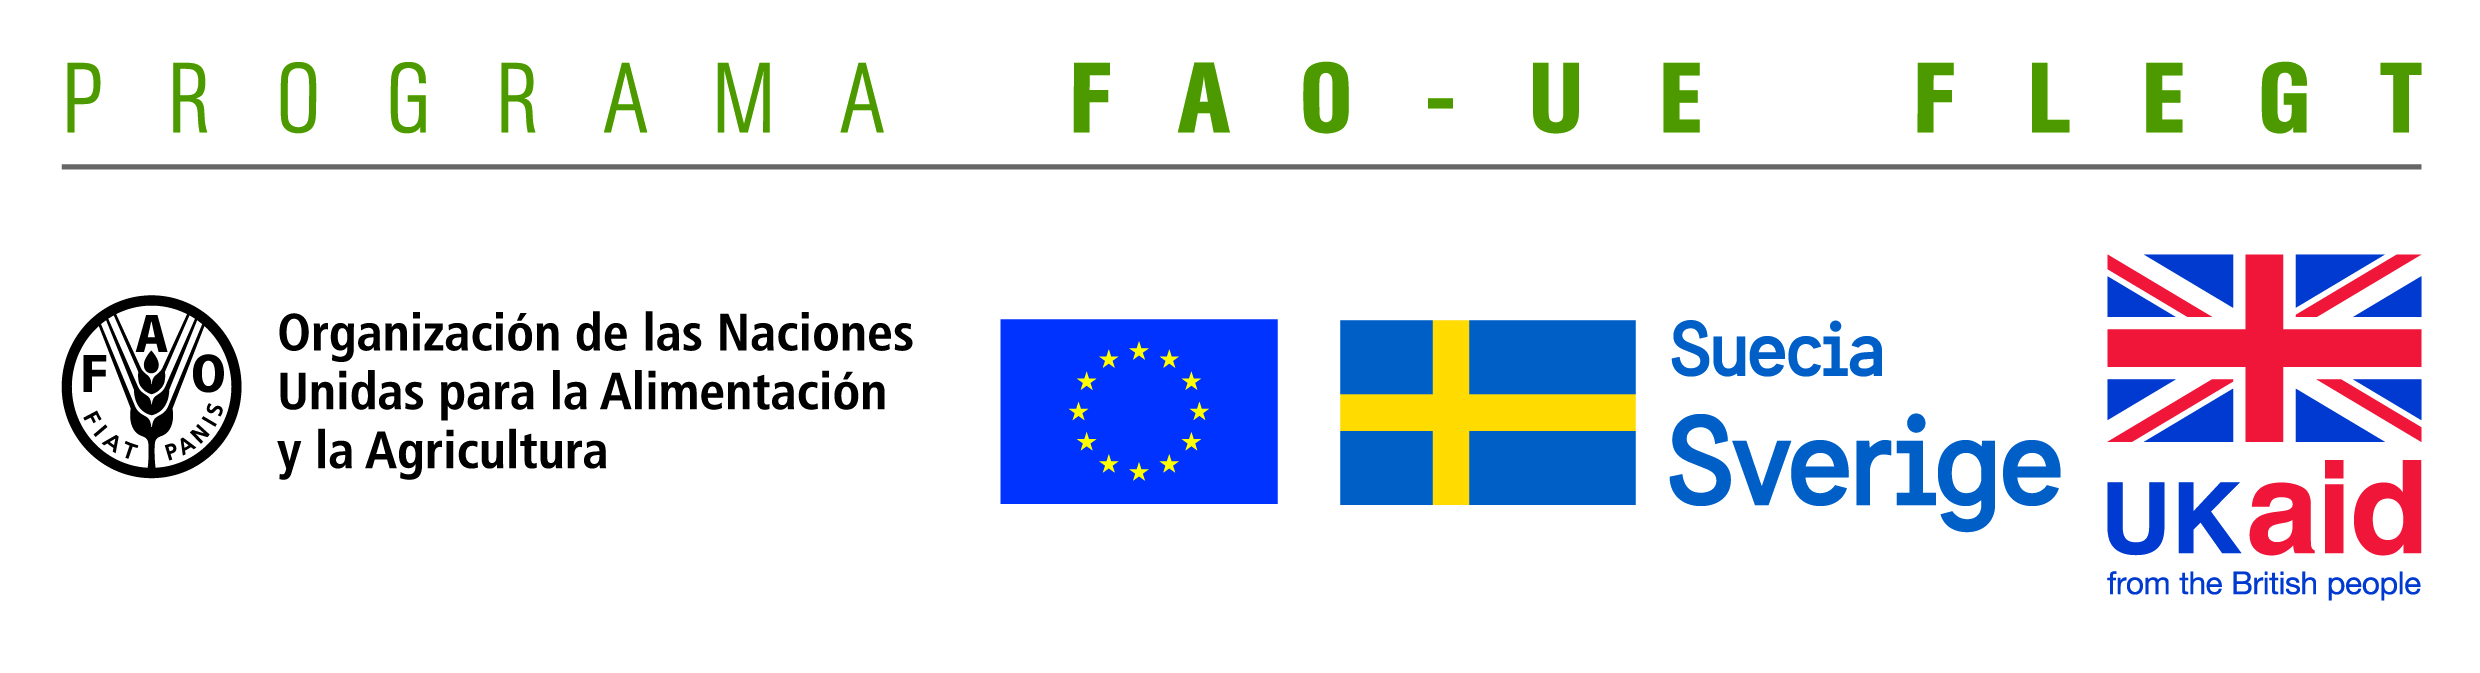 PROGRAMA FAO-UE FLEGT
FAO
FIAT PANIS
Organización de las Naciones
Unidas para la Alimentación
y la Agricultura
Suecia
Sverige
UKaid
from the British people